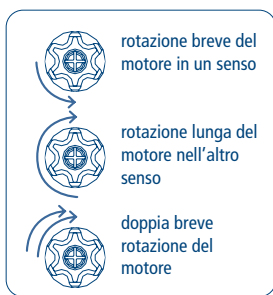 rotazione breve del
motore in un senso
rotazione lunga del
motore nell'altro
senso
doppia breve
rotazione del
motore